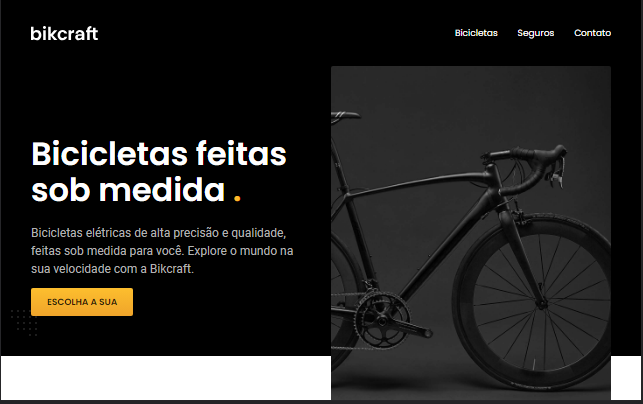 bikcraft
Bicicletas
Seguros
Contato
Bicicletas feitas
sob medida .
Bicicletas elétricas de alta precisão e qualidade,
feitas sob medida para você. Explore o mundo na
sua velocidade com a Bikcraft.
ESCOLHA A SUA